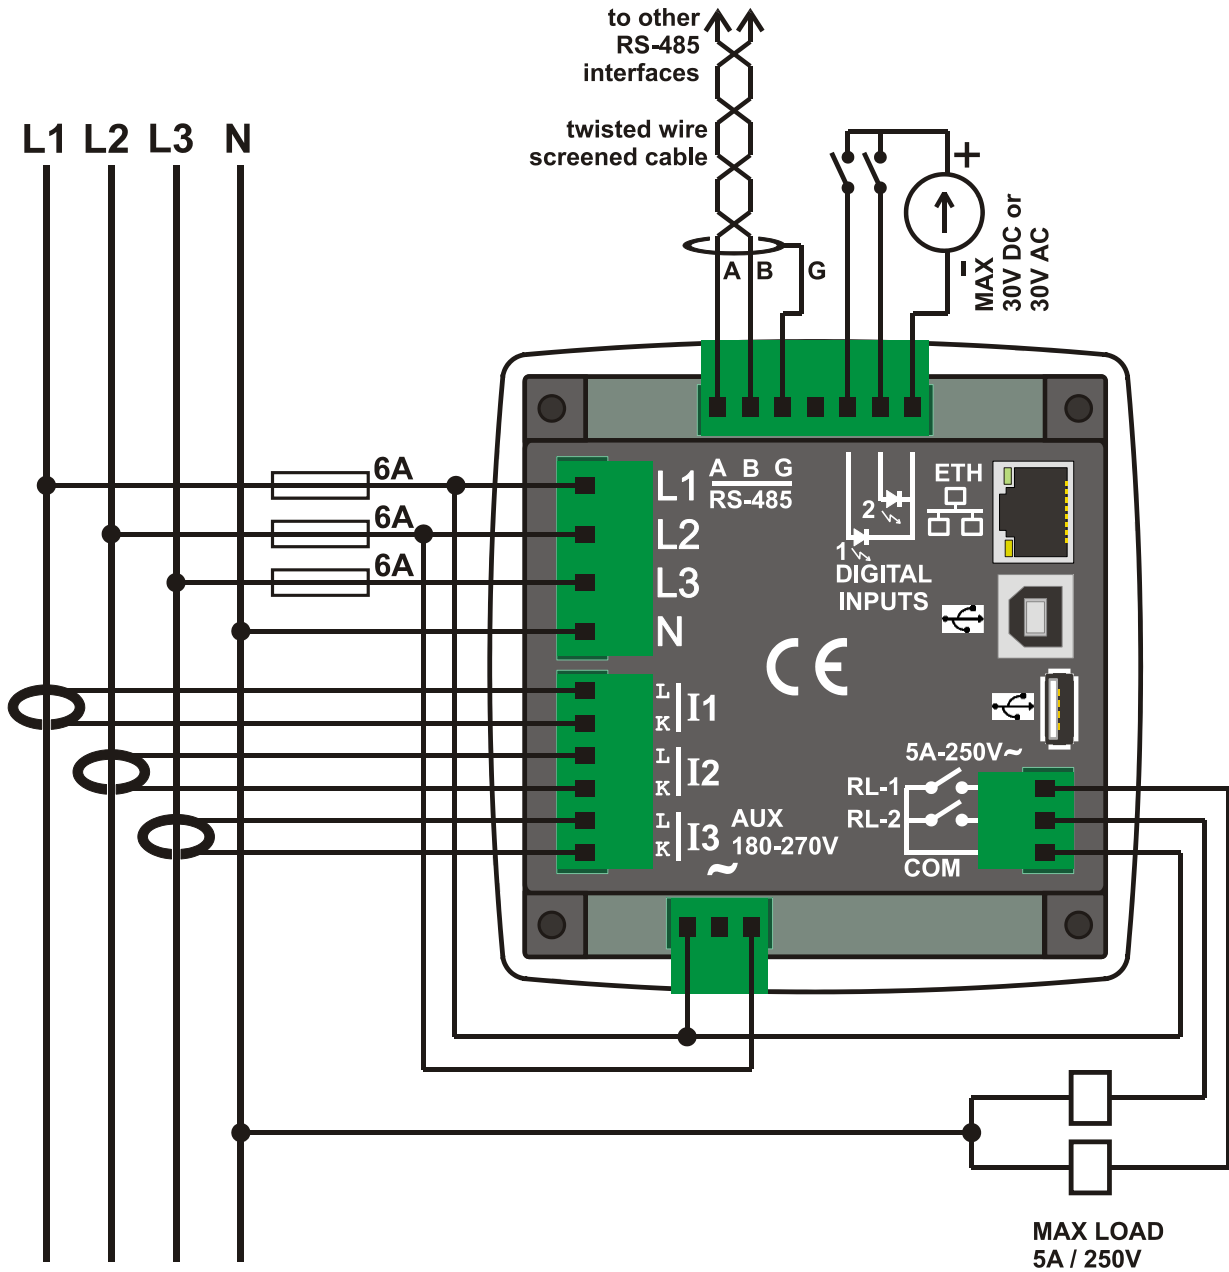 to other
RS-485
interfaces
twisted wire
screened cable
L1 L2 L3 N
A B G
+
-
MAX
30V DC or
30V AC
6A
6A
6A
L1
L2
L3
N
A B G
RS-485
2
1
DIGITAL
INPUTS
ETH
CE
L
K
I1
L
K
I2
L
K
I3
AUX
180-270V
~
5A-250V~
RL-1
RL-2
COM
MAX LOAD
5A / 250V